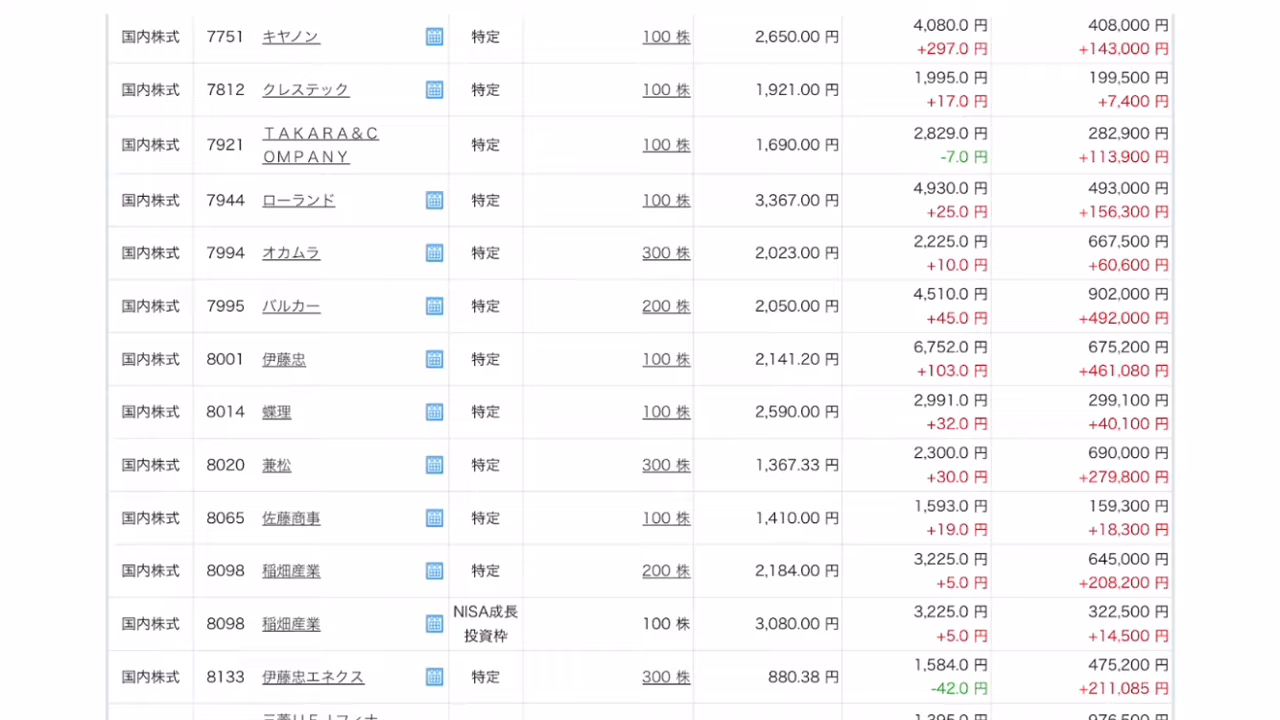 国内株式 7751 キヤノン 特定 100 株 2,650.00 円 4,080.0 円 408,000 円
+297.0 円 +143,000 円
国内株式 7812 クレステック 特定 100 株 1,921.00 円 1,995.0 円 199,500 円
+17.0 円 +7,400 円
国内株式 7921 ＴＡＫＡＲＡ＆Ｃ
ＯＭＰＡＮＹ 特定 100 株 1,690.00 円 2,829.0 円 282,900 円
-7.0 円 +113,900 円
国内株式 7944 ローランド 特定 100 株 3,367.00 円 4,930.0 円 493,000 円
+25.0 円 +156,300 円
国内株式 7994 オカムラ 特定 300 株 2,023.00 円 2,225.0 円 667,500 円
+10.0 円 +60,600 円
国内株式 7995 バルカー 特定 200 株 2,050.00 円 4,510.0 円 902,000 円
+45.0 円 +492,000 円
国内株式 8001 伊藤忠 特定 100 株 2,141.20 円 6,752.0 円 675,200 円
+103.0 円 +461,080 円
国内株式 8014 蝶理 特定 100 株 2,590.00 円 2,991.0 円 299,100 円
+32.0 円 +40,100 円
国内株式 8020 兼松 特定 300 株 1,367.33 円 2,300.0 円 690,000 円
+30.0 円 +279,800 円
国内株式 8065 佐藤商事 特定 100 株 1,410.00 円 1,593.0 円 159,300 円
+19.0 円 +18,300 円
国内株式 8098 稲畑産業 特定 200 株 2,184.00 円 3,225.0 円 645,000 円
+5.0 円 +208,200 円
国内株式 8098 稲畑産業 NISA成長
投資枠 100 株 3,080.00 円 3,225.0 円 322,500 円
+5.0 円 +14,500 円
国内株式 8133 伊藤忠エネクス 特定 300 株 880.38 円 1,584.0 円 475,200 円
-42.0 円 +211,085 円
三菱ＵＦＪフィナ 1,395.0 円 976,500 円